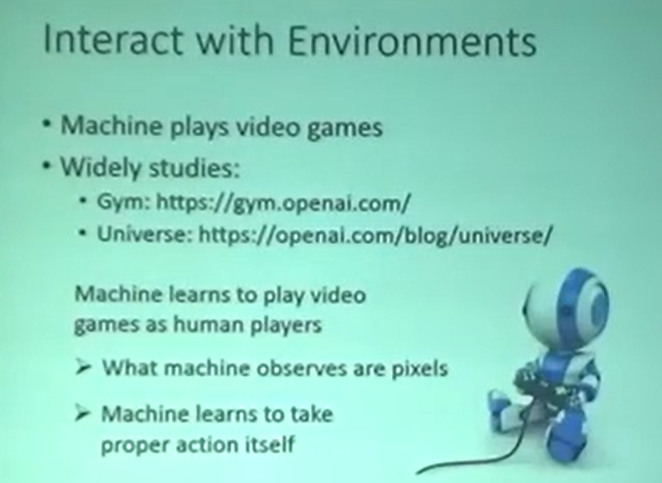 Interact with Environments
• Machine plays video games
• Widely studies:
• Gym: https://gym.openai.com/
• Universe: https://openai.com/blog/universe/
Machine learns to play video
games as human players
➢ What machine observes are pixels
➢ Machine learns to take
proper action itself